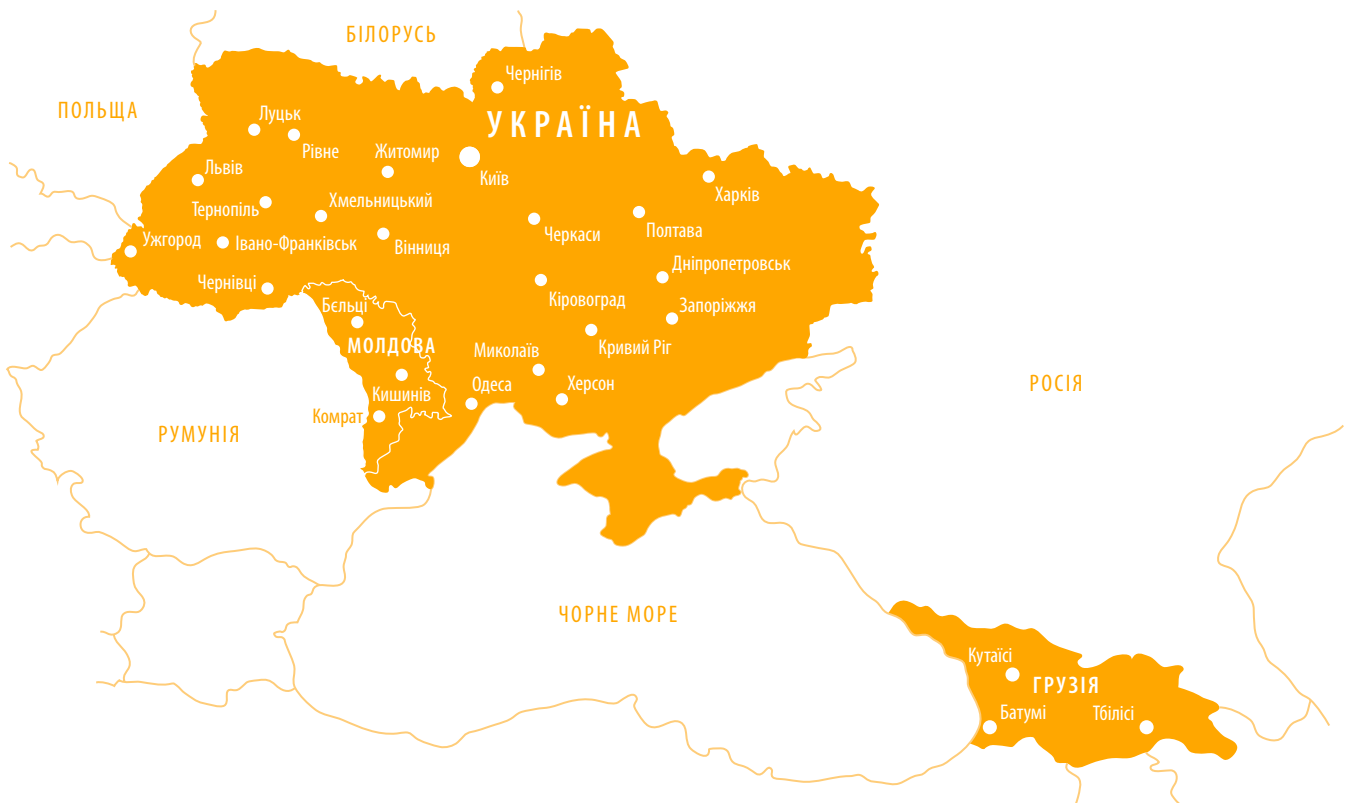 БІЛОРУСЬ
Чернігів
ПОЛЬЩА
Луцьк
УКРАЇНА
Рівне
Житомир
Львів
Київ
Харків
Тернопіль
Хмельницький
Ужгород
Івано-Франківськ
Вінниця
Черкаси
Полтава
Дніпропетровськ
Чернівці
Бєльці
Кіровоград
Запоріжжя
МОЛДОВА
Миколаїв
Кривий Ріг
Кишинів
Одеса
Херсон
РОСІЯ
Комрат
РУМУНІЯ
ЧОРНЕ МОРЕ
Кутаїсі
ГРУЗІЯ
Батумі
Тбілісі